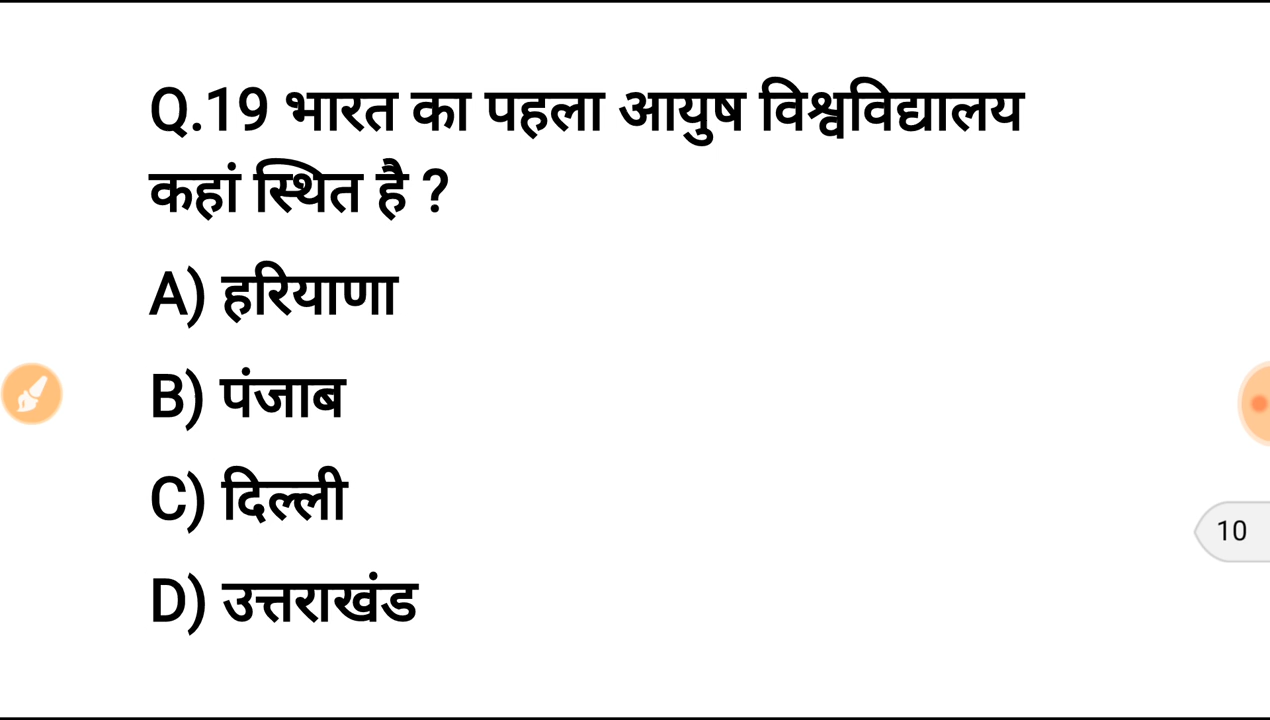 Q.19 भारत का पहला आयुष विश्वविद्यालय
कहां स्थित है ?
A) हरियाणा
B) पंजाब
C) दिल्ली
D) उत्तराखंड
10